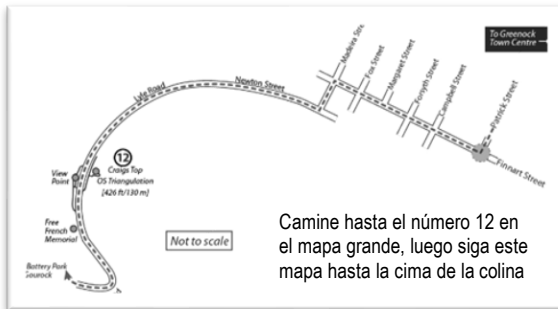 To Greenock
Town Centre
Madeira Stre
Fox Street
Margaret Street
Forsyth Street
Campbell Street
Patrick Street
Finnart Street
Newton Street
Lyle Road
12
Craigs Top
OS Triangulation
[426 ft/130 m]
View
Point
Free
French
Memorial
Not to scale
Battery Park
Gourock
Camine hasta el número 12 en
el mapa grande, luego siga este
mapa hasta la cima de la colina